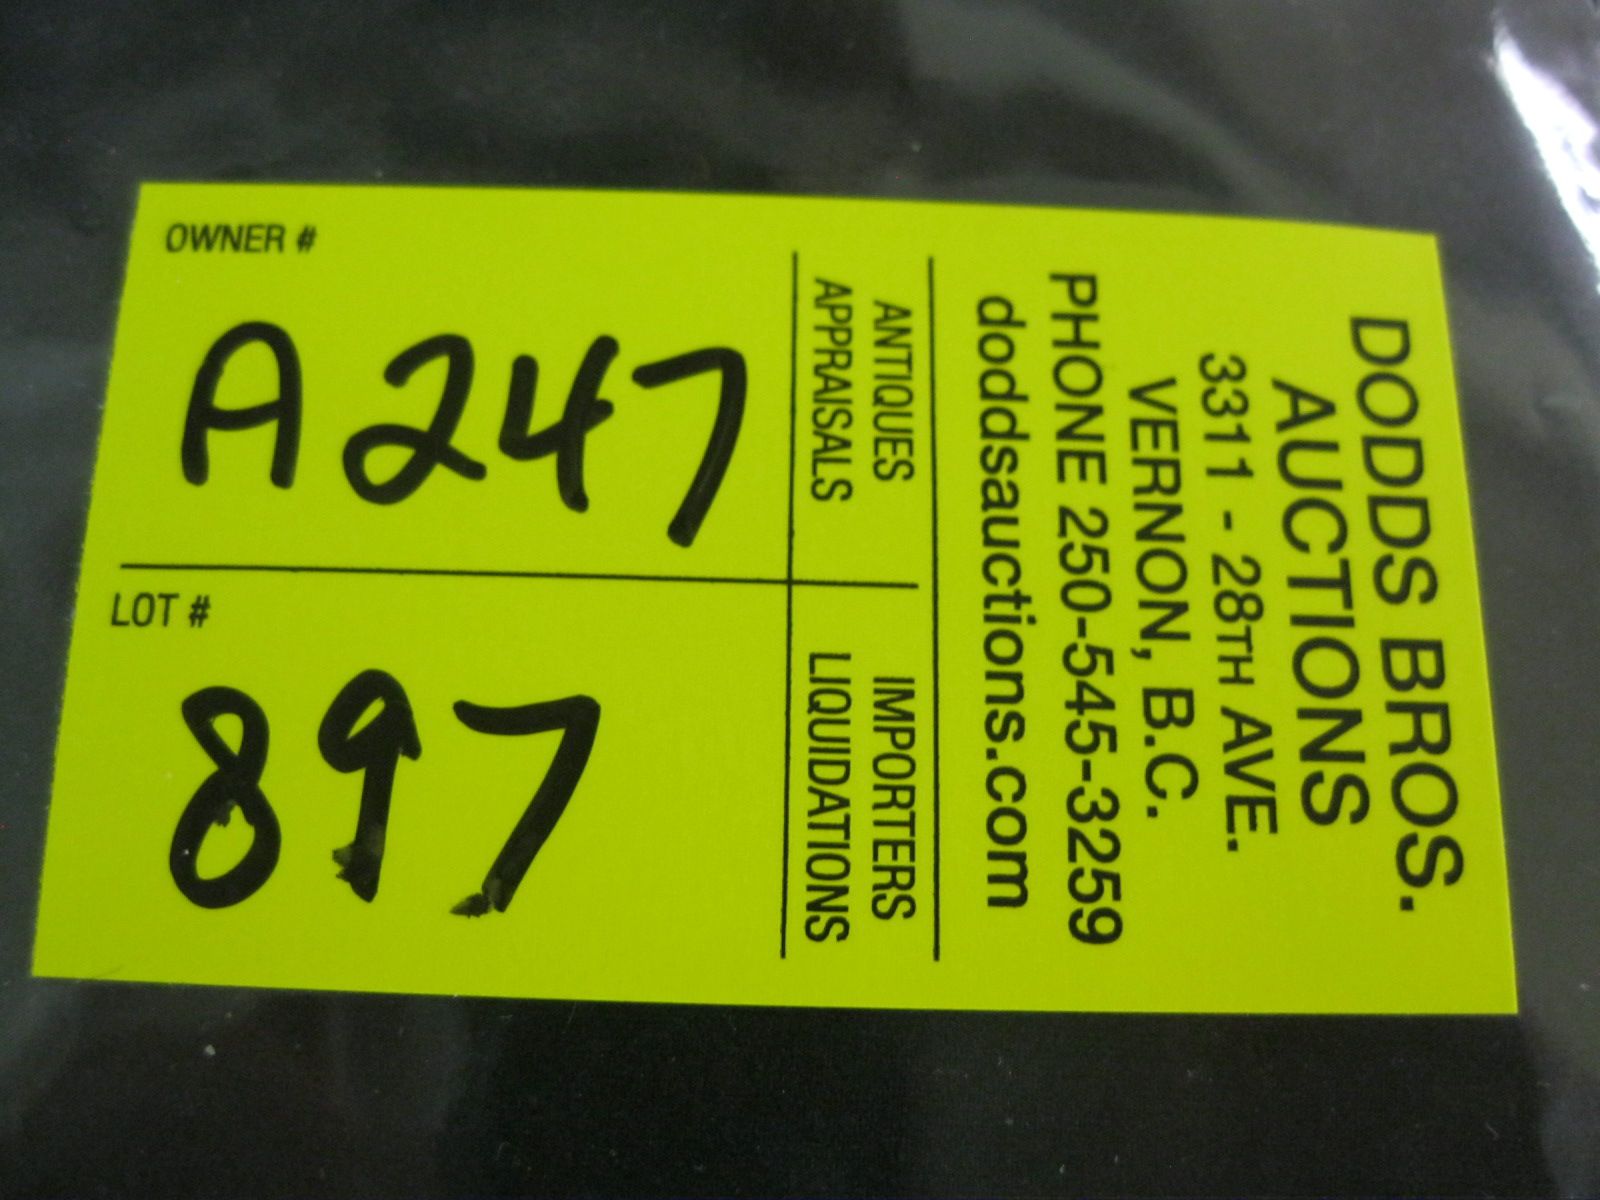 OWNER #
A247
LOT #
897
ANTIQUES
APPRAISALS
IMPORTERS
LIQUIDATIONS
DODDS BROS.
AUCTIONS
3311 - 28TH AVE.
VERNON, B.C.
PHONE 250-545-3259
doddsauctions.com